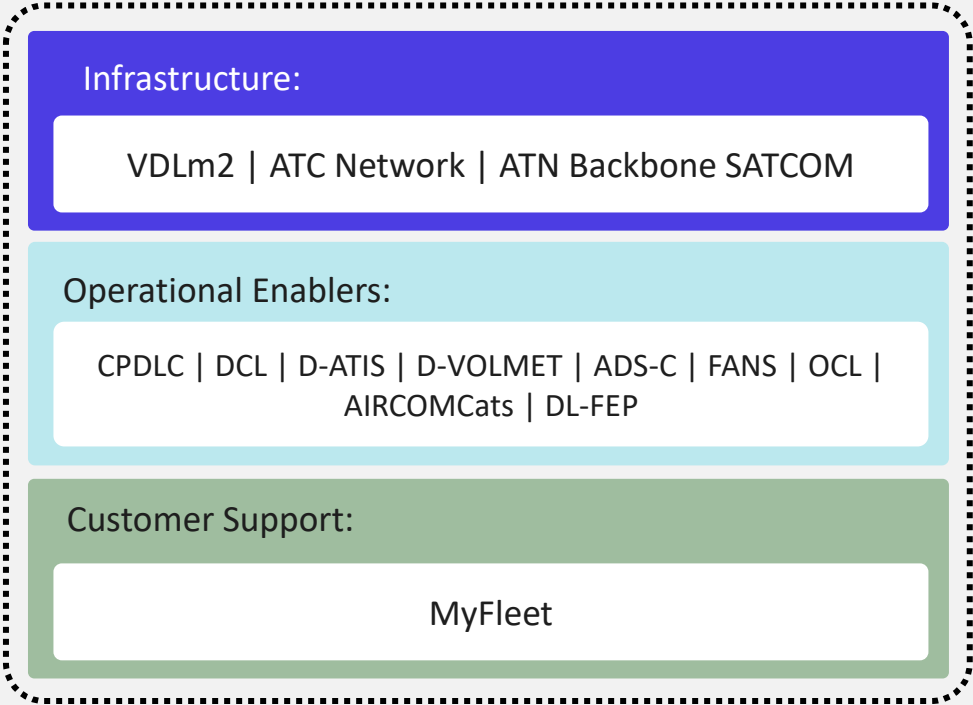 Infrastructure:
VDLm2 | ATC Network | ATN Backbone SATCOM
Operational Enablers:
CPDLC | DCL | D-ATIS | D-VOLMET | ADS-C | FANS | OCL |
AIRCOMCats | DL-FEP
Customer Support:
MyFleet